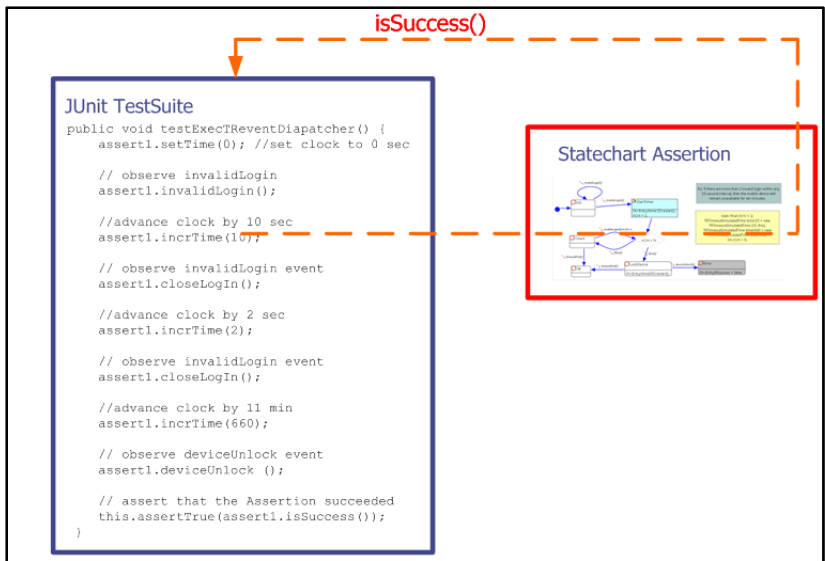 isSuccess()
JUnit TestSuite
public void testExecTReventDiapatcher() {
assert1.setTime(0); //set clock to 0 sec
// observe invalidLogin
assert1.invalidLogin();
//advance clock by 10 sec
assert1.incrTime(10);
// observe invalidLogin event
assert1.closeLogIn();
//advance clock by 2 sec
assert1.incrTime(2);
// observe invalidLogin event
assert1.closeLogIn();
//advance clock by 11 min
assert1.incrTime(660);
// observe deviceUnlock event
assert1.deviceUnlock ();
// assert that the Assertion succeeded
this.assertTrue(assert1.isSuccess());
}
Statechart Assertion